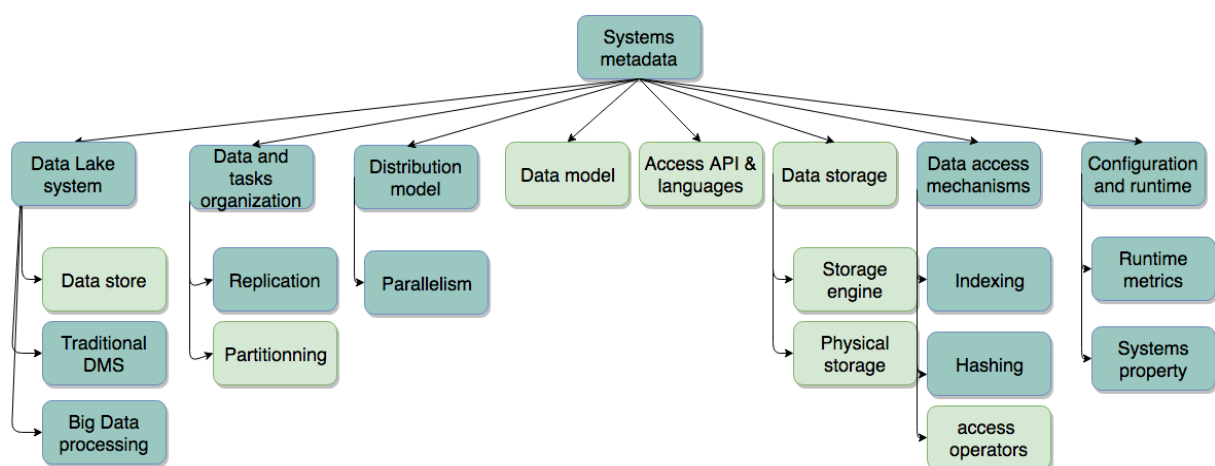 Systems
metadata
Data Lake
system
Data and
tasks
organization
Distribution
model
Data model
Access API &
languages
Data storage
Data access
mechanisms
Configuration
and runtime
Data store
Traditional
DMS
Big Data
processing
Replication
Partitionning
Parallelism
Storage
engine
Physical
storage
Indexing
Hashing
access
operators
Runtime
metrics
Systems
property